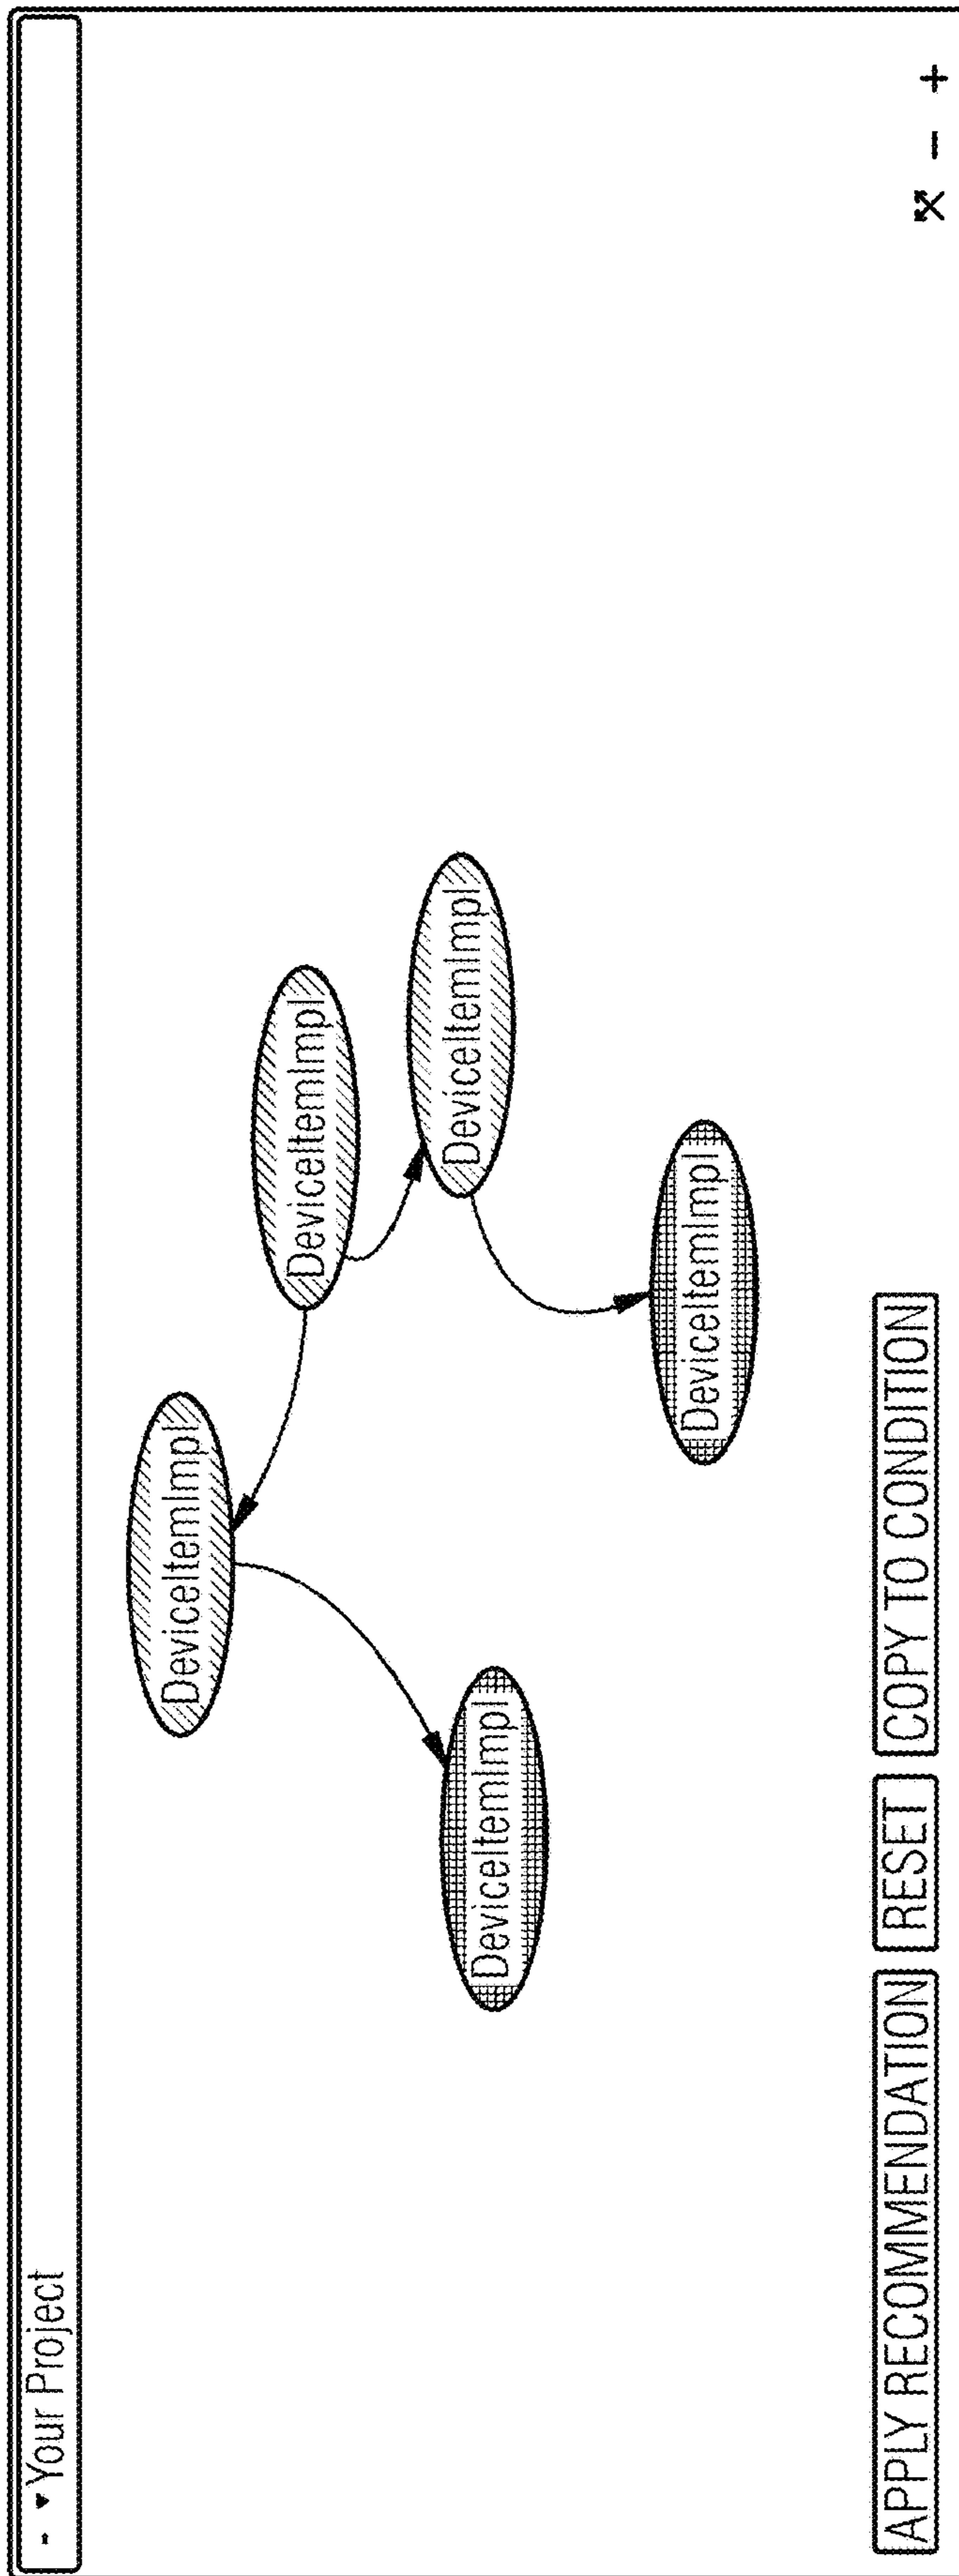 Your Project
DeviceItemImpl
DeviceItemImpl
DeviceItemImpl
DeviceItemImpl
DeviceItemImpl
APPLY RECOMMENDATION
RESET
COPY TO CONDITION